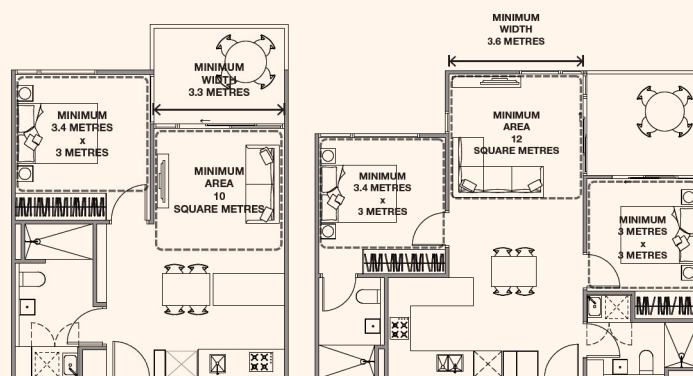 MINIMUM
WIDTH
3.3 METRES
MINIMUM
3.4 METRES
x
3 METRES
MINIMUM
AREA
10
SQUARE METRES
MINIMUM
WIDTH
3.6 METRES
MINIMUM
AREA
12
SQUARE METRES
MINIMUM
3.4 METRES
x
3 METRES
MINIMUM
3 METRES
x
3 METRES